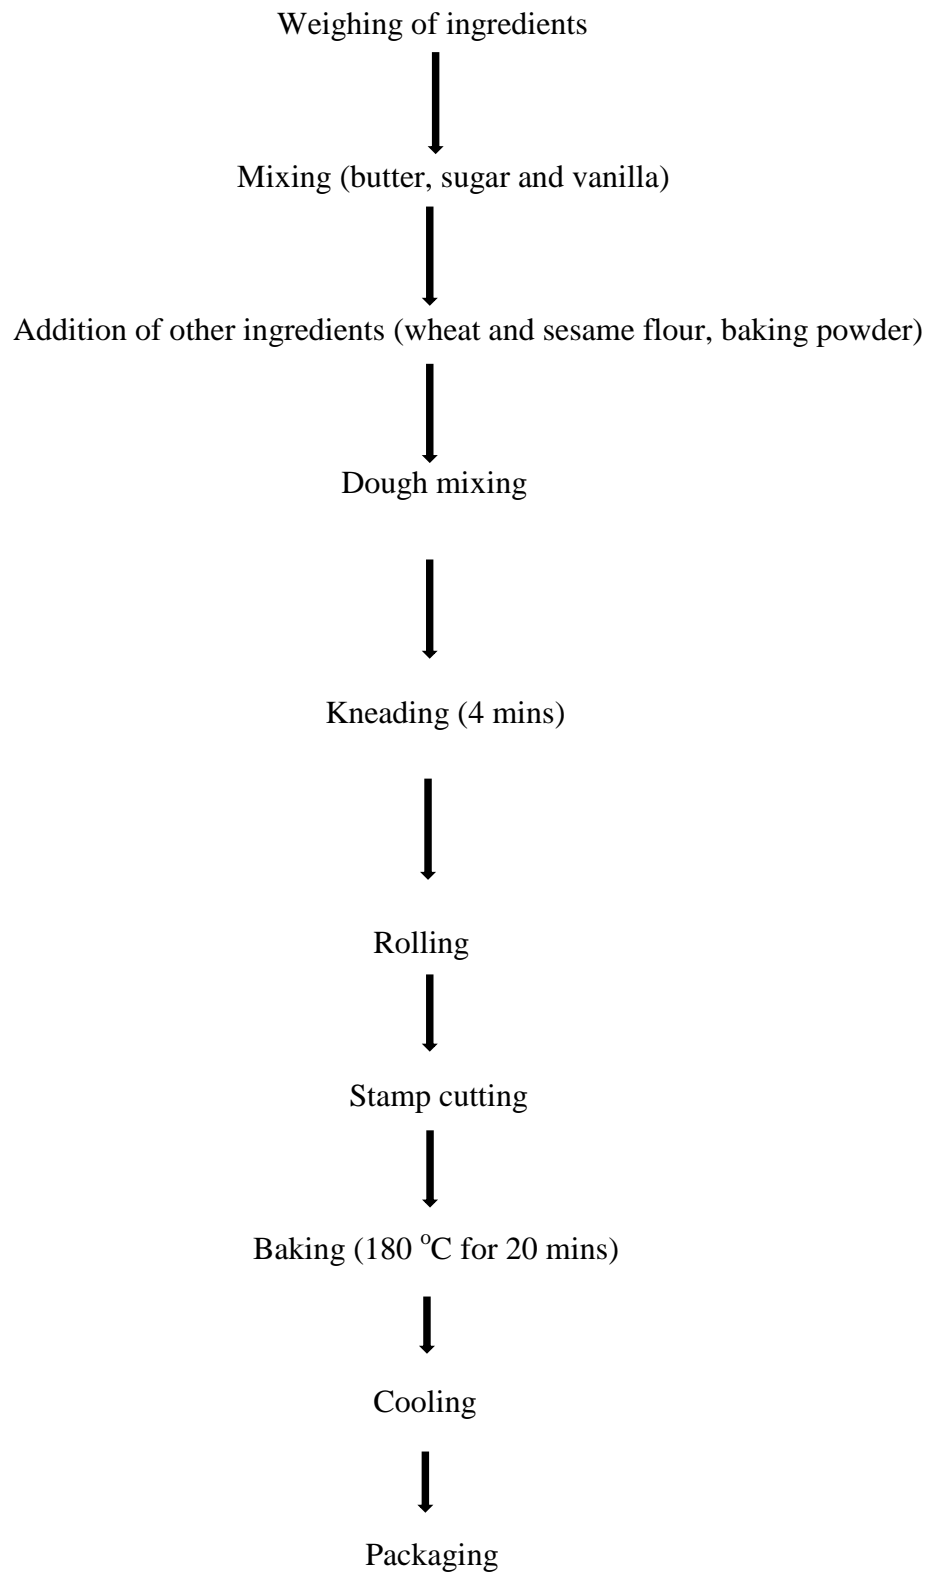 Weighing of ingredients
Mixing (butter, sugar and vanilla)
Addition of other ingredients (wheat and sesame flour, baking powder)
Dough mixing
Kneading (4 mins)
Rolling
Stamp cutting
Baking (180 °C for 20 mins)
Cooling
Packaging